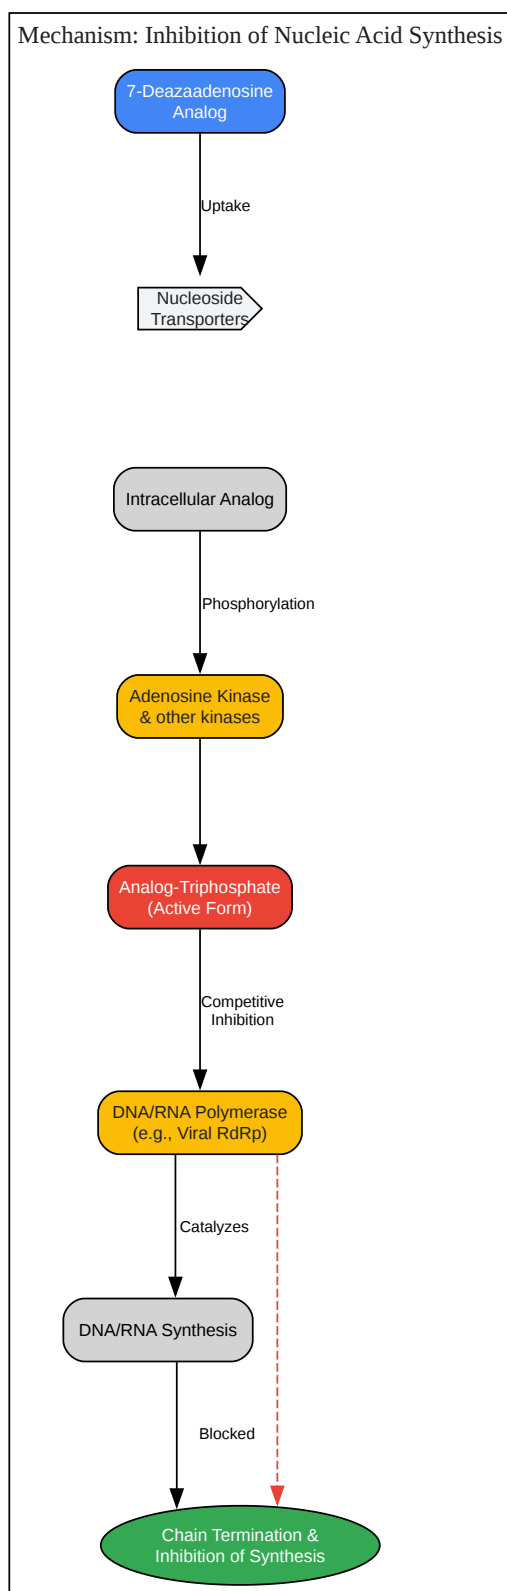 Mechanism: Inhibition of Nucleic Acid Synthesis
7-Deazaadenosine
Analog
Uptake
Nucleoside
Transporters
Intracellular Analog
Phosphorylation
Adenosine Kinase
& other kinases
Analog-Triphosphate
(Active Form)
Competitive
Inhibition
DNA/RNA Polymerase
(e.g., Viral RdRp)
Catalyzes
DNA/RNA Synthesis
Blocked
Chain Termination &
Inhibition of Synthesis